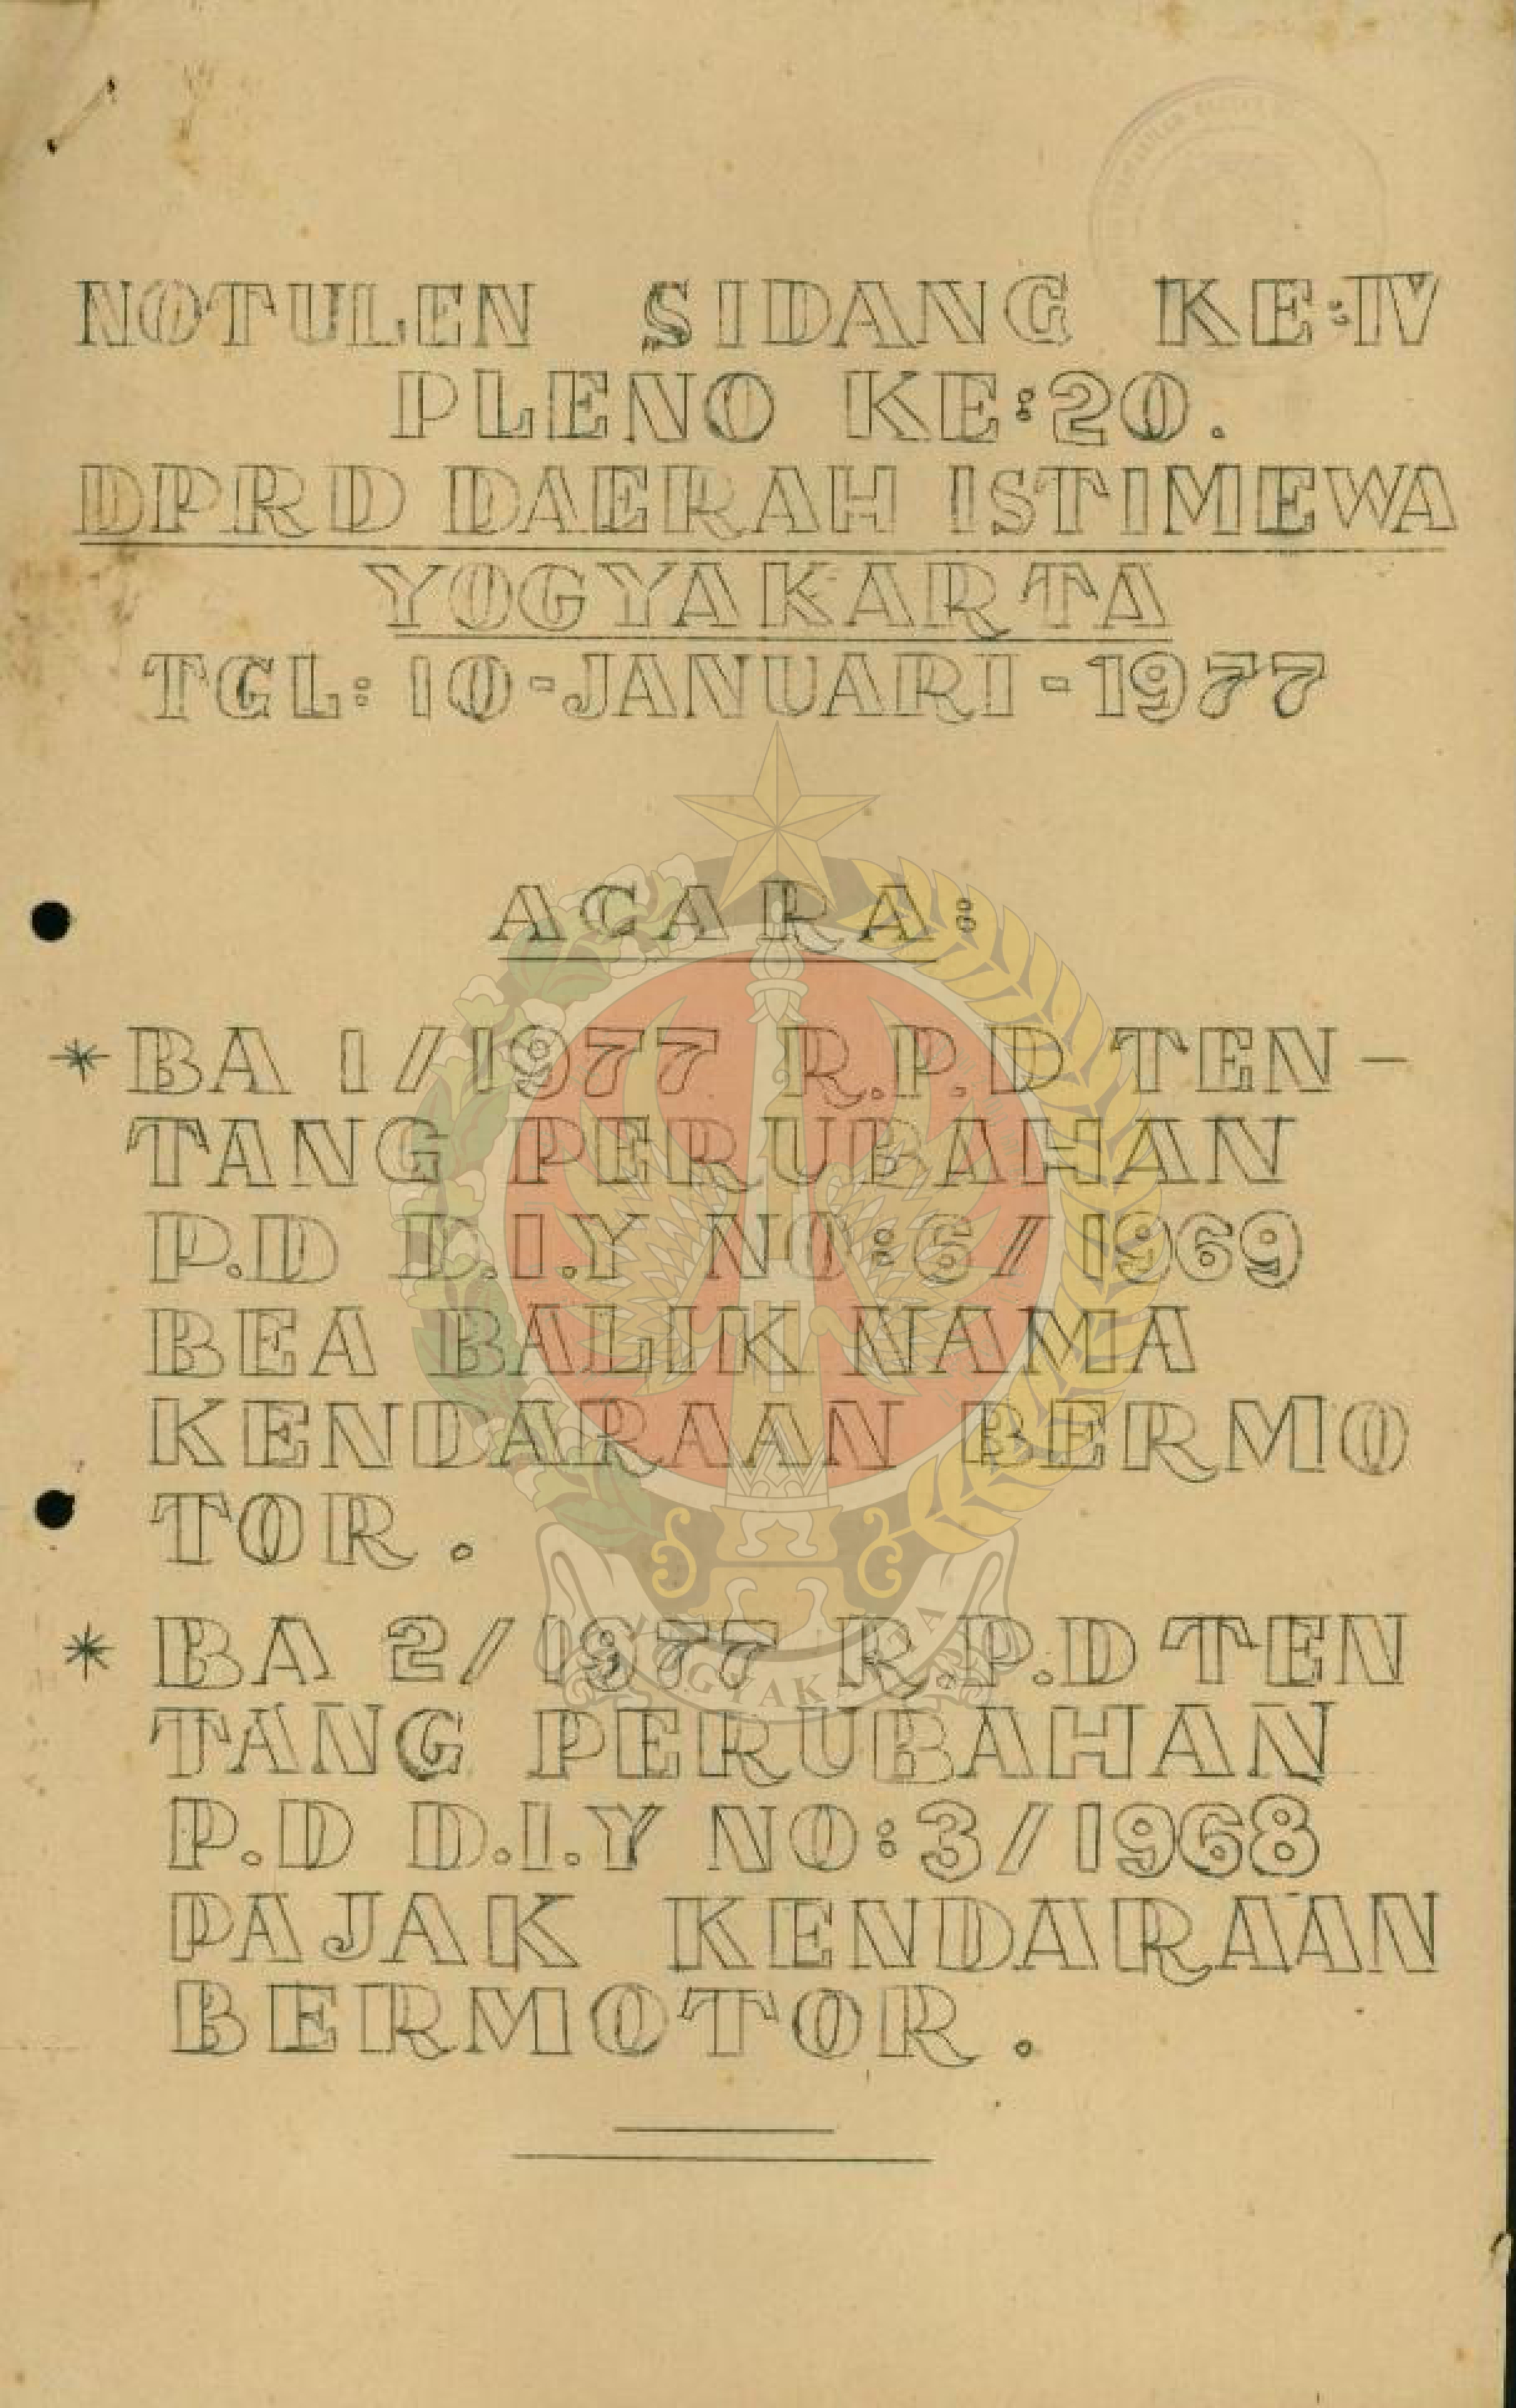 NOTULEN SIDANG KE:IV
PLENO KE:20.
DPRD DAERAH ISTIMEWA
YOGYAKARTA
TGL: 10-JANUARI-1977
ACARA:
* BA 1/1977 R.P.D TEN-
TANG PERUBAHAN
P.D D.I.Y NO:6/1969
BEA BALIK NAMA
KENDARAAN BERMO
TOR.
* BA 2/1977 R.P.D TEN
TANG PERUBAHAN
P.D D.I.Y NO:3/1968
PAJAK KENDARAAN
BERMOTOR.